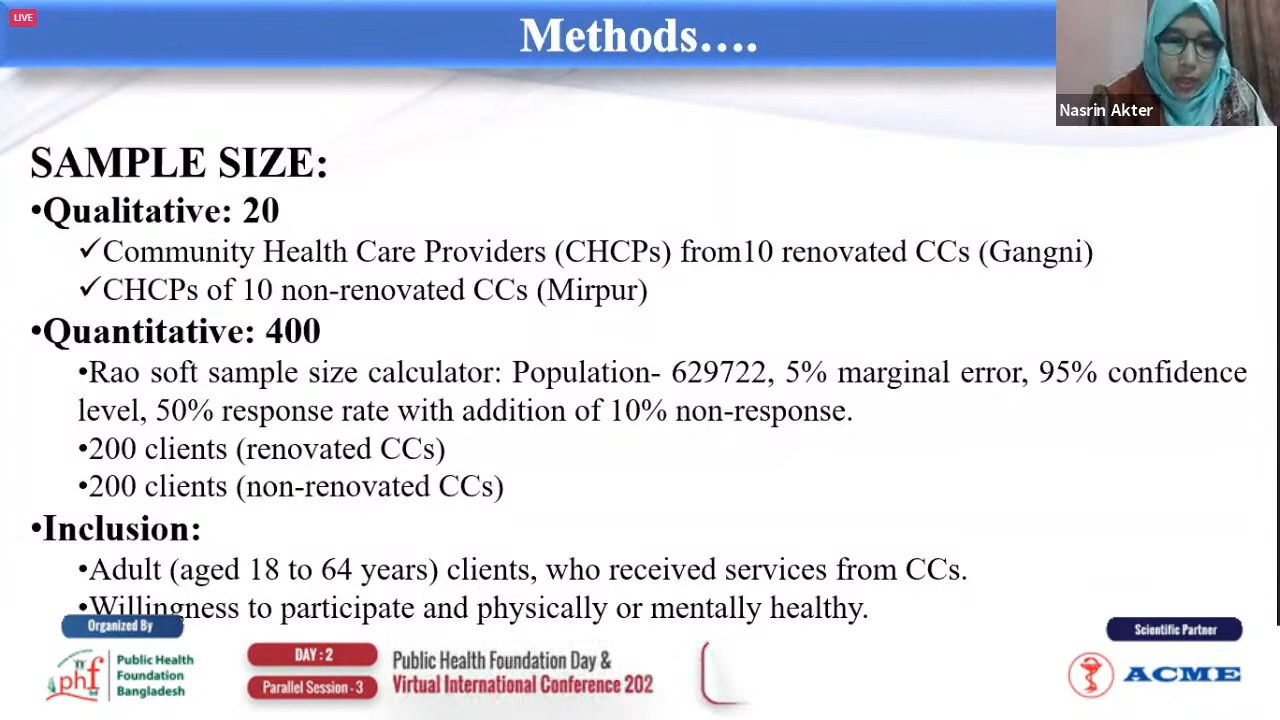 LIVE
Methods….
Nasrin Akter
SAMPLE SIZE:
•Qualitative: 20
✓Community Health Care Providers (CHCPs) from10 renovated CCs (Gangni)
✓CHCPs of 10 non-renovated CCs (Mirpur)
•Quantitative: 400
•Rao soft sample size calculator: Population- 629722, 5% marginal error, 95% confidence
level, 50% response rate with addition of 10% non-response.
•200 clients (renovated CCs)
•200 clients (non-renovated CCs)
•Inclusion:
•Adult (aged 18 to 64 years) clients, who received services from CCs.
•Willingness to participate and physically or mentally healthy.
Organized By
phf
Public Health
Foundation
Bangladesh
DAY : 2
Parallel Session - 3
Public Health Foundation Day &
Virtual International Conference 202
Scientific Partner
ACME